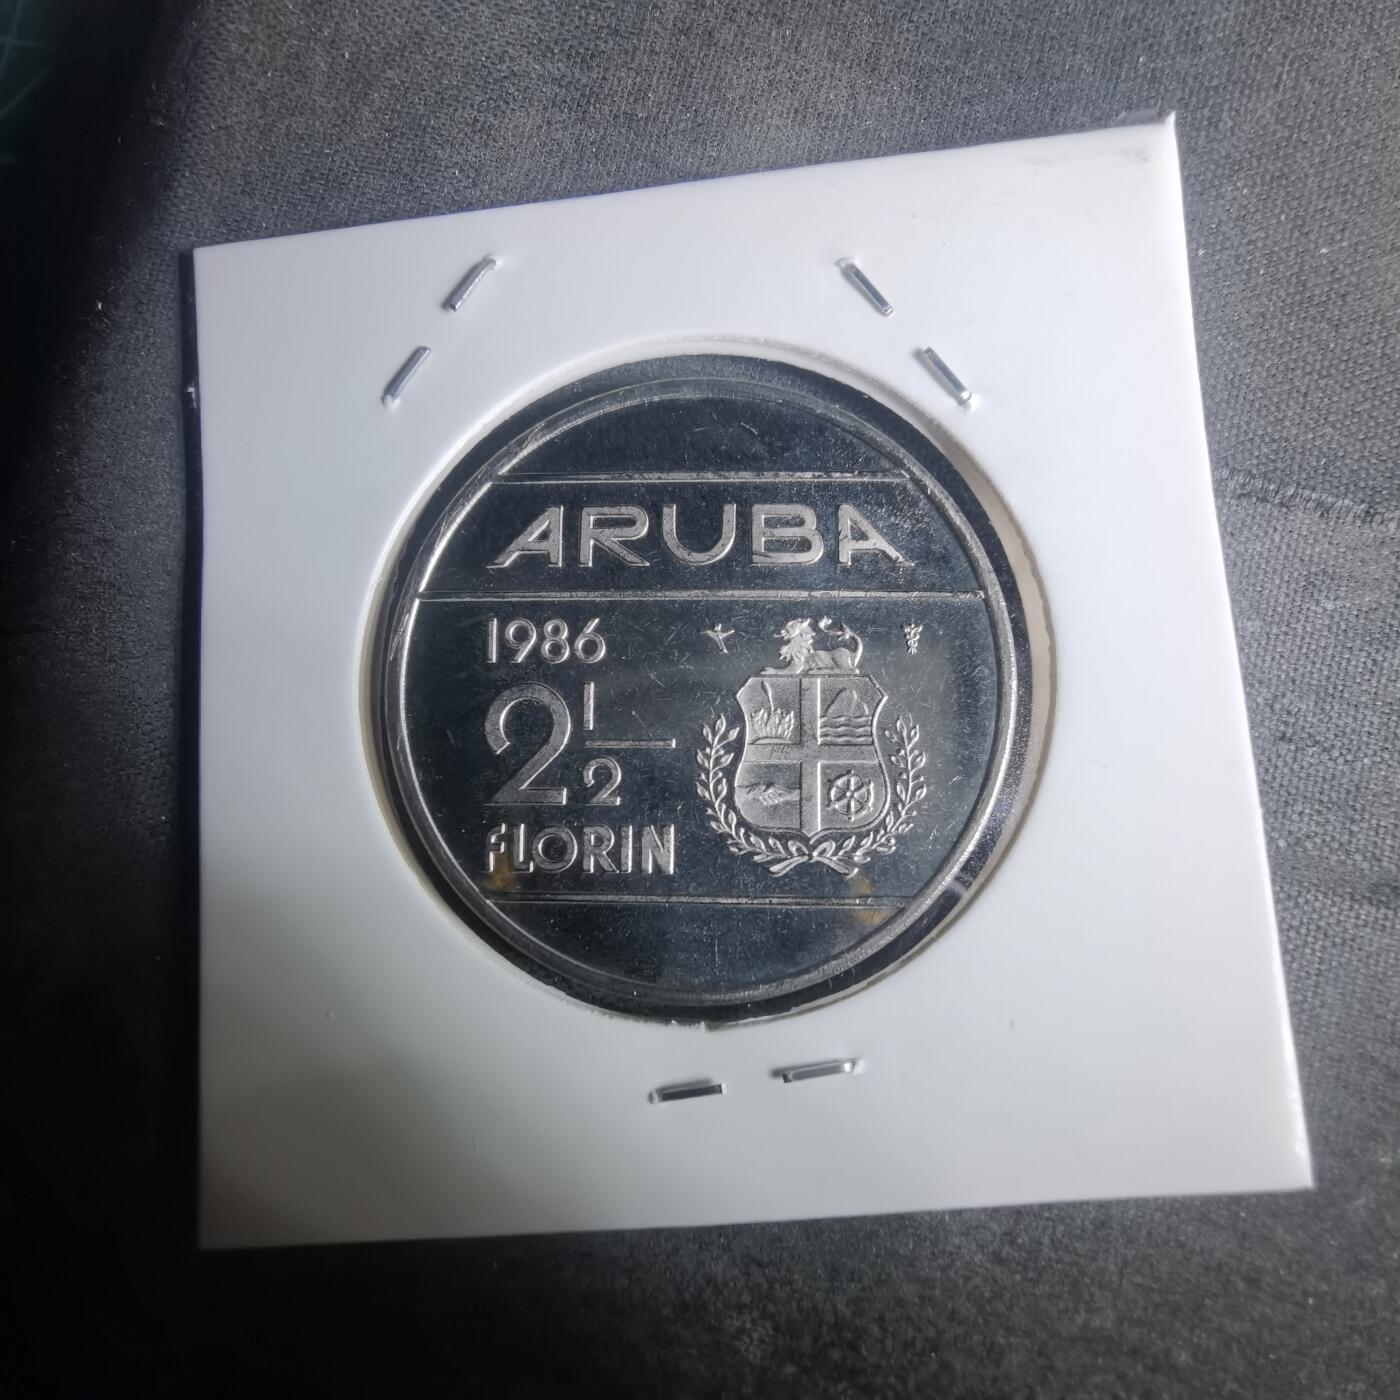 ARUBA
1986
2 1/2
FLORIN